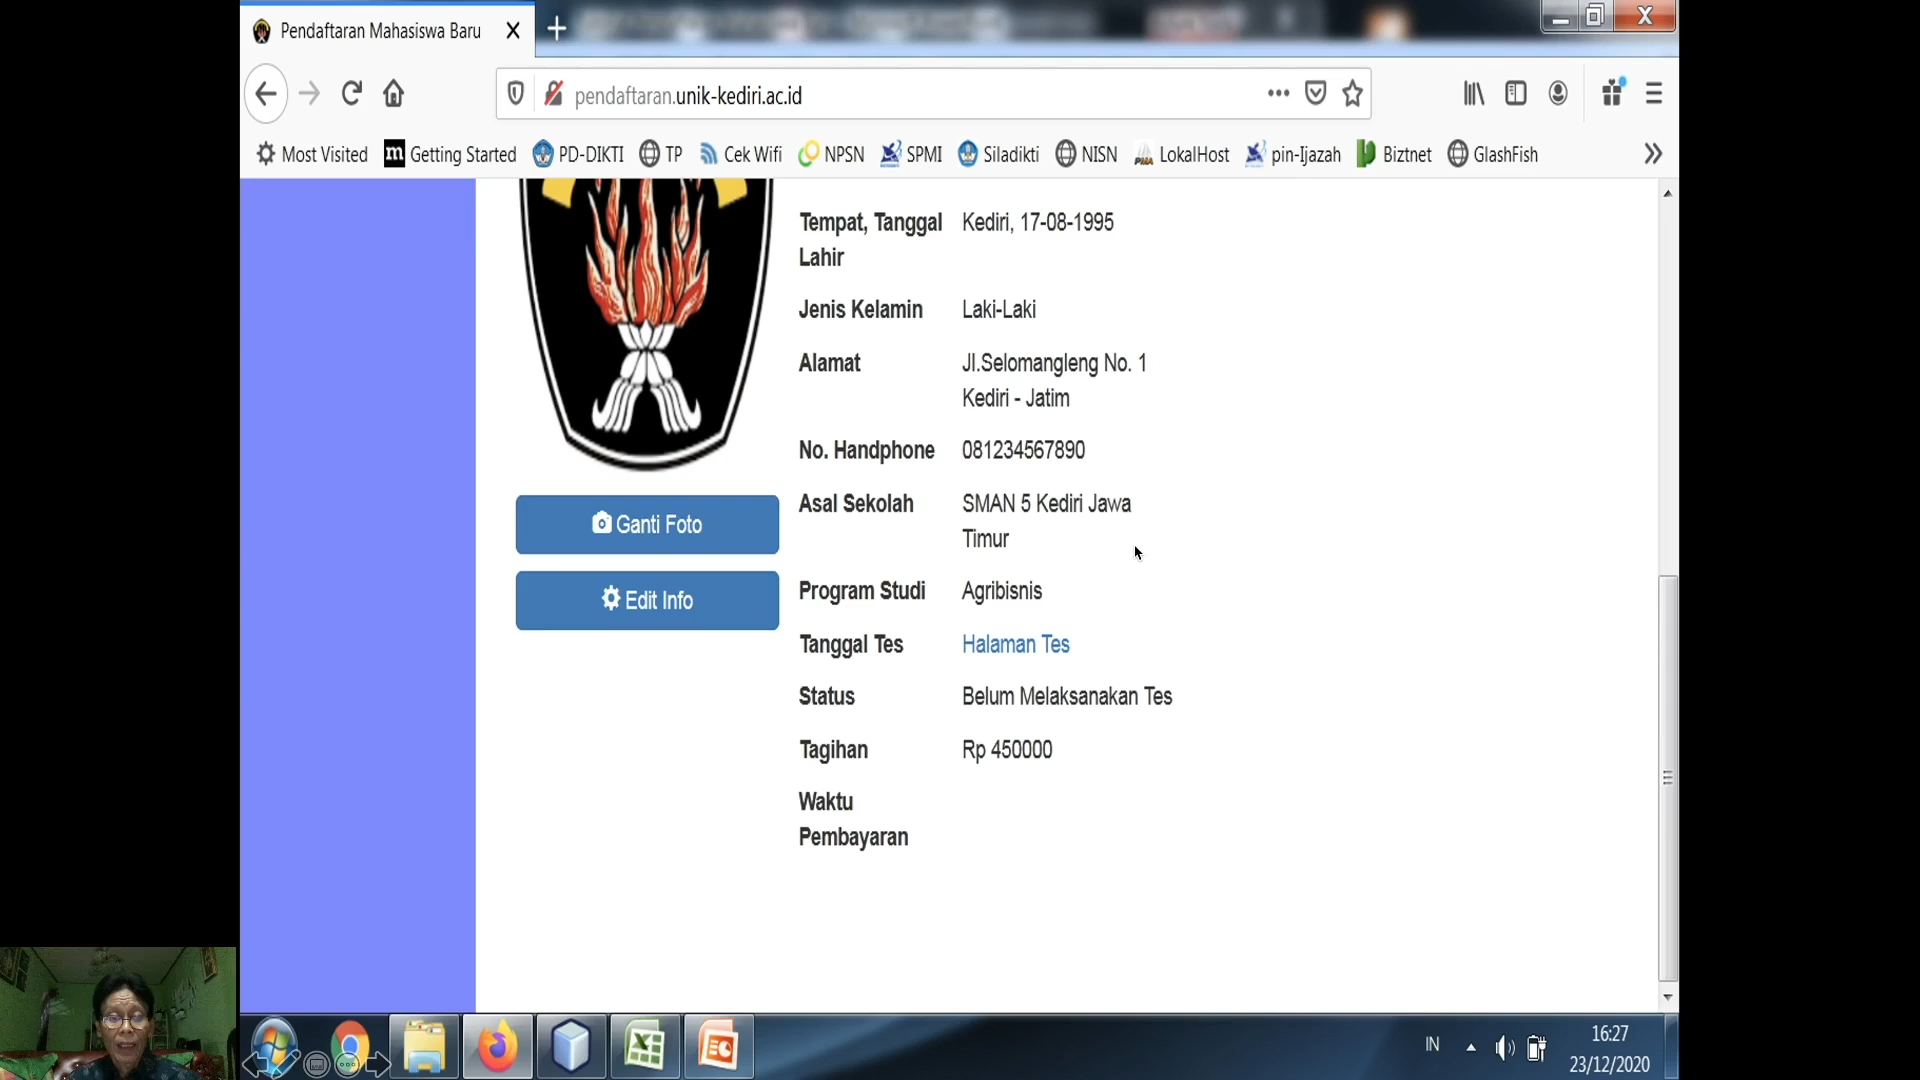 Pendaftaran Mahasiswa Baru
pendaftaran.unik-kediri.ac.id
Most Visited
Getting Started
PD-DIKTI
TP
Cek Wifi
NPSN
SPMI
Siladikti
NISN
LokalHost
pin-Ijazah
Biztnet
GlashFish
Tempat, Tanggal
Lahir
Kediri, 17-08-1995
Jenis Kelamin
Laki-Laki
Alamat
Jl.Selomangleng No. 1
Kediri - Jatim
No. Handphone
081234567890
Asal Sekolah
SMAN 5 Kediri Jawa
Timur
Ganti Foto
Edit Info
Program Studi
Agribisnis
Tanggal Tes
Halaman Tes
Status
Belum Melaksanakan Tes
Tagihan
Rp 450000
Waktu
Pembayaran
IN
16:27
23/12/2020